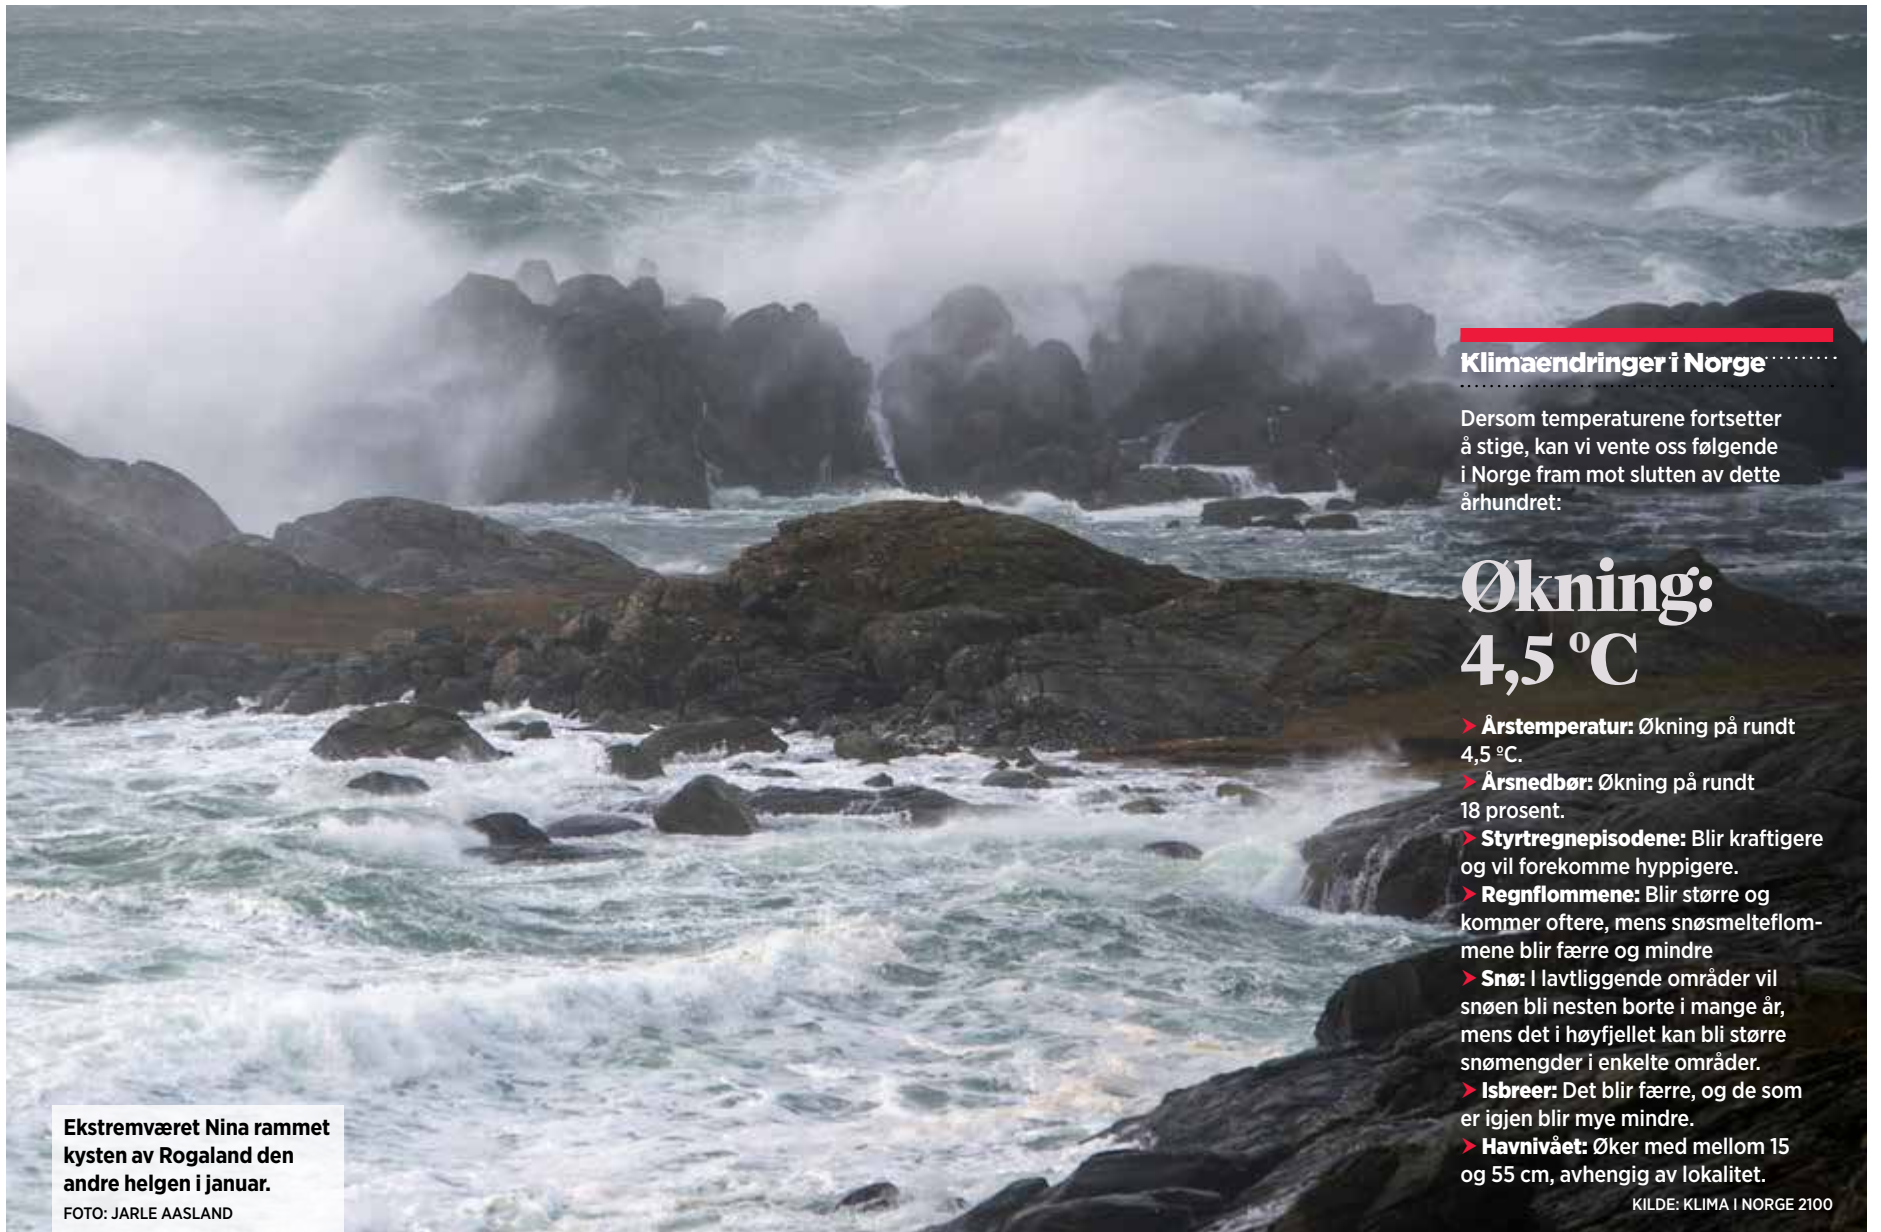 Klimaendringer i Norge
Dersom temperaturene fortsetter
å stige, kan vi vente oss følgende
i Norge fram mot slutten av dette
århundret:
Økning:
4,5 ºC
➤ Årstemperatur: Økning på rundt
4,5 ºC.
➤ Årsnedbør: Økning på rundt
18 prosent.
➤ Styrtregnepisodene: Blir kraftigere
og vil forekomme hyppigere.
➤ Regnflommene: Blir større og
kommer oftere, mens snøsmelteflom-
mene blir færre og mindre
➤ Snø: I lavtliggende områder vil
snøen bli nesten borte i mange år,
mens det i høyfjellet kan bli større
snømengder i enkelte områder.
➤ Isbreer: Det blir færre, og de som
er igjen blir mye mindre.
➤ Havnivået: Øker med mellom 15
og 55 cm, avhengig av lokalitet.
KILDE: KLIMA I NORGE 2100
Ekstremværet Nina rammet
kysten av Rogaland den
andre helgen i januar.
FOTO: JARLE AASLAND